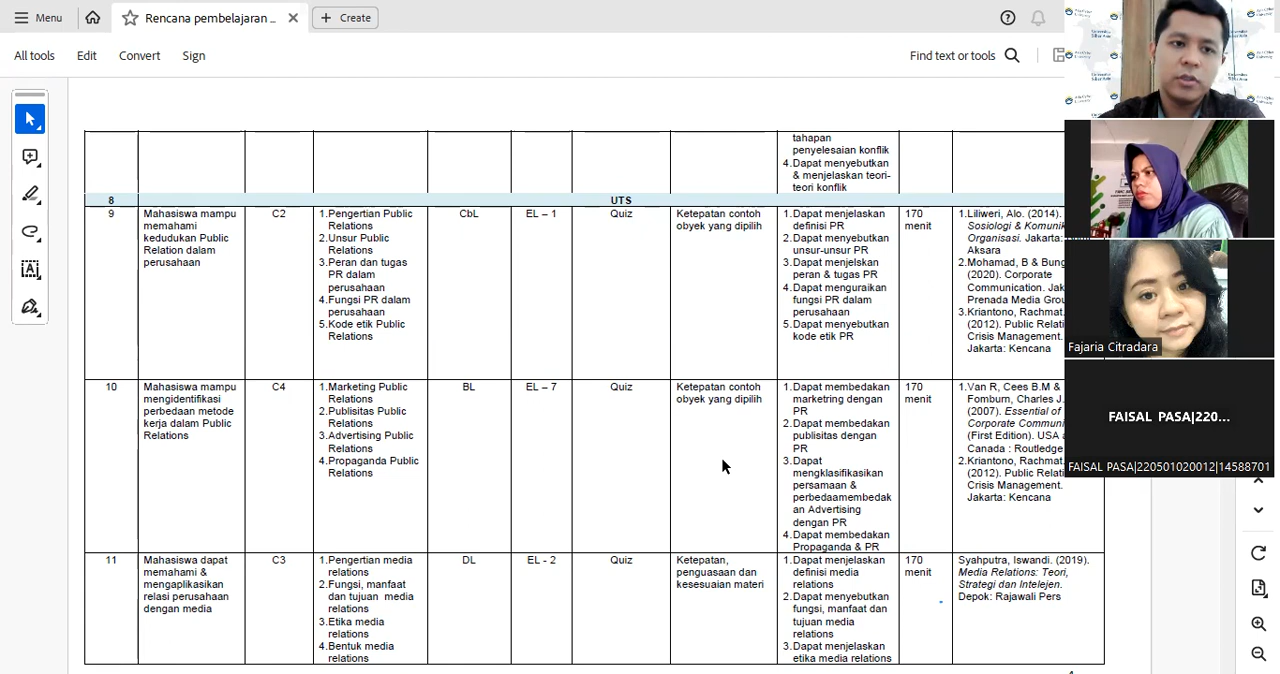 Menu
Rencana pembelajaran ...
Create
All tools
Edit
Convert
Sign
Find text or tools
tahapan
penyelesaian konflik
4.Dapat menyebutkan
& menjelaskan teori-
teori konflik
8
UTS
9
Mahasiswa mampu
memahami
kedudukan Public
Relation dalam
perusahaan
C2
1.Pengertian Public
Relations
2.Unsur Public
Relations
3.Peran dan tugas
PR dalam
perusahaan
4.Fungsi PR dalam
perusahaan
5.Kode etik Public
Relations
CbL
EL – 1
Quiz
Ketepatan contoh
obyek yang dipilih
1.Dapat menjelaskan
definisi PR
2.Dapat menyebutkan
unsur-unsur PR
3.Dapat menjelskan
peran & tugas PR
4.Dapat menguraikan
fungsi PR dalam
perusahaan
5.Dapat menyebutkan
kode etik PR
170
menit
1.Liliweri, Alo. (2014).
Sosiologi & Komunik
Organisasi. Jakarta:
Aksara
2.Mohamad, B & Bung
(2020). Corporate
Communication. Jak
Prenada Media Grou
3.Kriantono, Rachmat.
(2012). Public Relati
Crisis Management.
Jakarta: Kencana
10
Mahasiswa mampu
mengidentifikasi
perbedaan metode
kerja dalam Public
Relations
C4
1.Marketing Public
Relations
2.Publisitas Public
Relations
3.Advertising Public
Relations
4.Propaganda Public
Relations
BL
EL – 7
Quiz
Ketepatan contoh
obyek yang dipilih
1.Dapat membedakan
marketring dengan
PR
2.Dapat membedakan
publisitas dengan
PR
3.Dapat
mengklasifikasikan
persamaan &
perbedaamembedak
an Advertising
dengan PR
4.Dapat membedakan
Propaganda & PR
170
menit
1.Van R, Cees B.M &
Fombum, Charles J.
(2007). Essential of
Corporate Commun
(First Edition). USA
Canada : Routledge
2.Kriantono, Rachmat.
(2012). Public Relati
Crisis Management.
Jakarta: Kencana
11
Mahasiswa dapat
memahami &
mengaplikasikan
relasi perusahaan
dengan media
C3
1.Pengertian media
relations
2.Fungsi, manfaat
dan tujuan media
relations
3.Etika media
relations
4.Bentuk media
relations
DL
EL - 2
Quiz
Ketepatan,
penguasaan dan
kesesuaian materi
1.Dapat menjelaskan
definisi media
relations
2.Dapat menyebutkan
fungsi, manfaat dan
tujuan media
relations
3.Dapat menjelaskan
etika media relations
170
menit
Syahputra, Iswandi. (2019).
Media Relations: Teori,
Strategi dan Intelejen.
Depok: Rajawali Pers
Fajaria Citradara
FAISAL PASA|220...
FAISAL PASA|220501020012|14588701